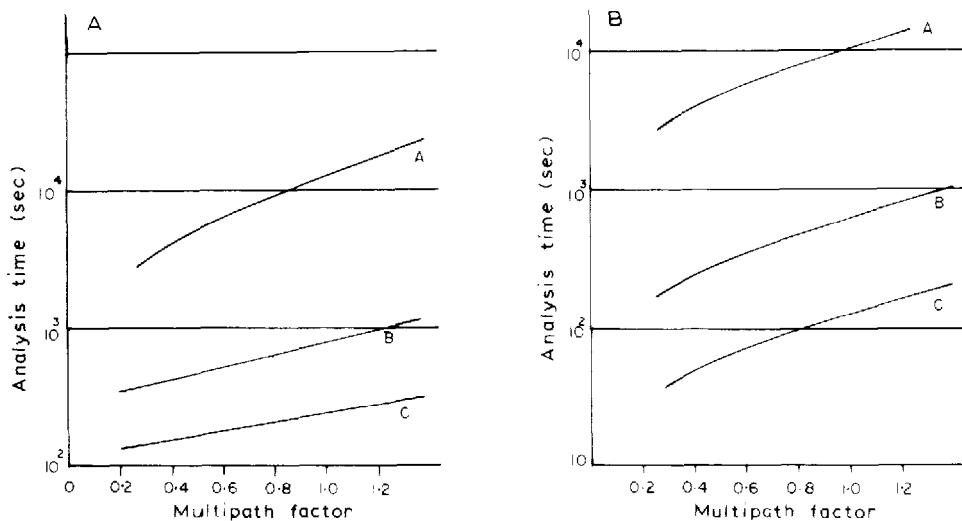 A
Analysis time (sec)
10⁴
10³
10²
A
B
C
0 0·2 0·4 0·6 0·8 1·0 1·2
Multipath factor
B
Analysis time (sec)
10⁴
10³
10²
10
A
B
C
0·2 0·4 0·6 0·8 1·0 1·2
Multipath factor